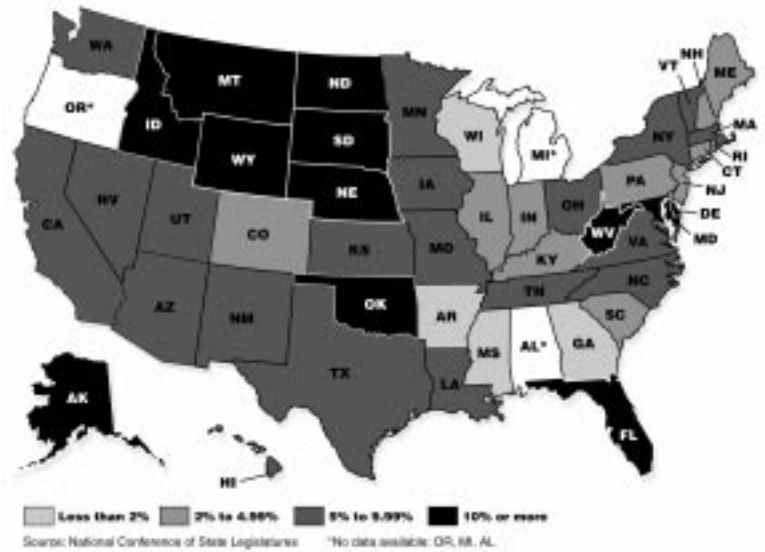 WA
MT
ND
MN
OR*
ID
WY
SD
WI
MI*
NY
VT
NH
ME
MA
RI
CT
NJ
DE
MD
NV
UT
CO
NE
IA
IL
IN
OH
PA
WV
VA
CA
AZ
NM
KS
MO
KY
TN
NC
SC
OK
AR
TX
LA
MS
AL*
GA
FL
AK
HI
Less than 2% 2% to 4.99% 5% to 9.99% 10% or more
Source: National Conference of State Legislatures *No data available: OR, MI, AL.